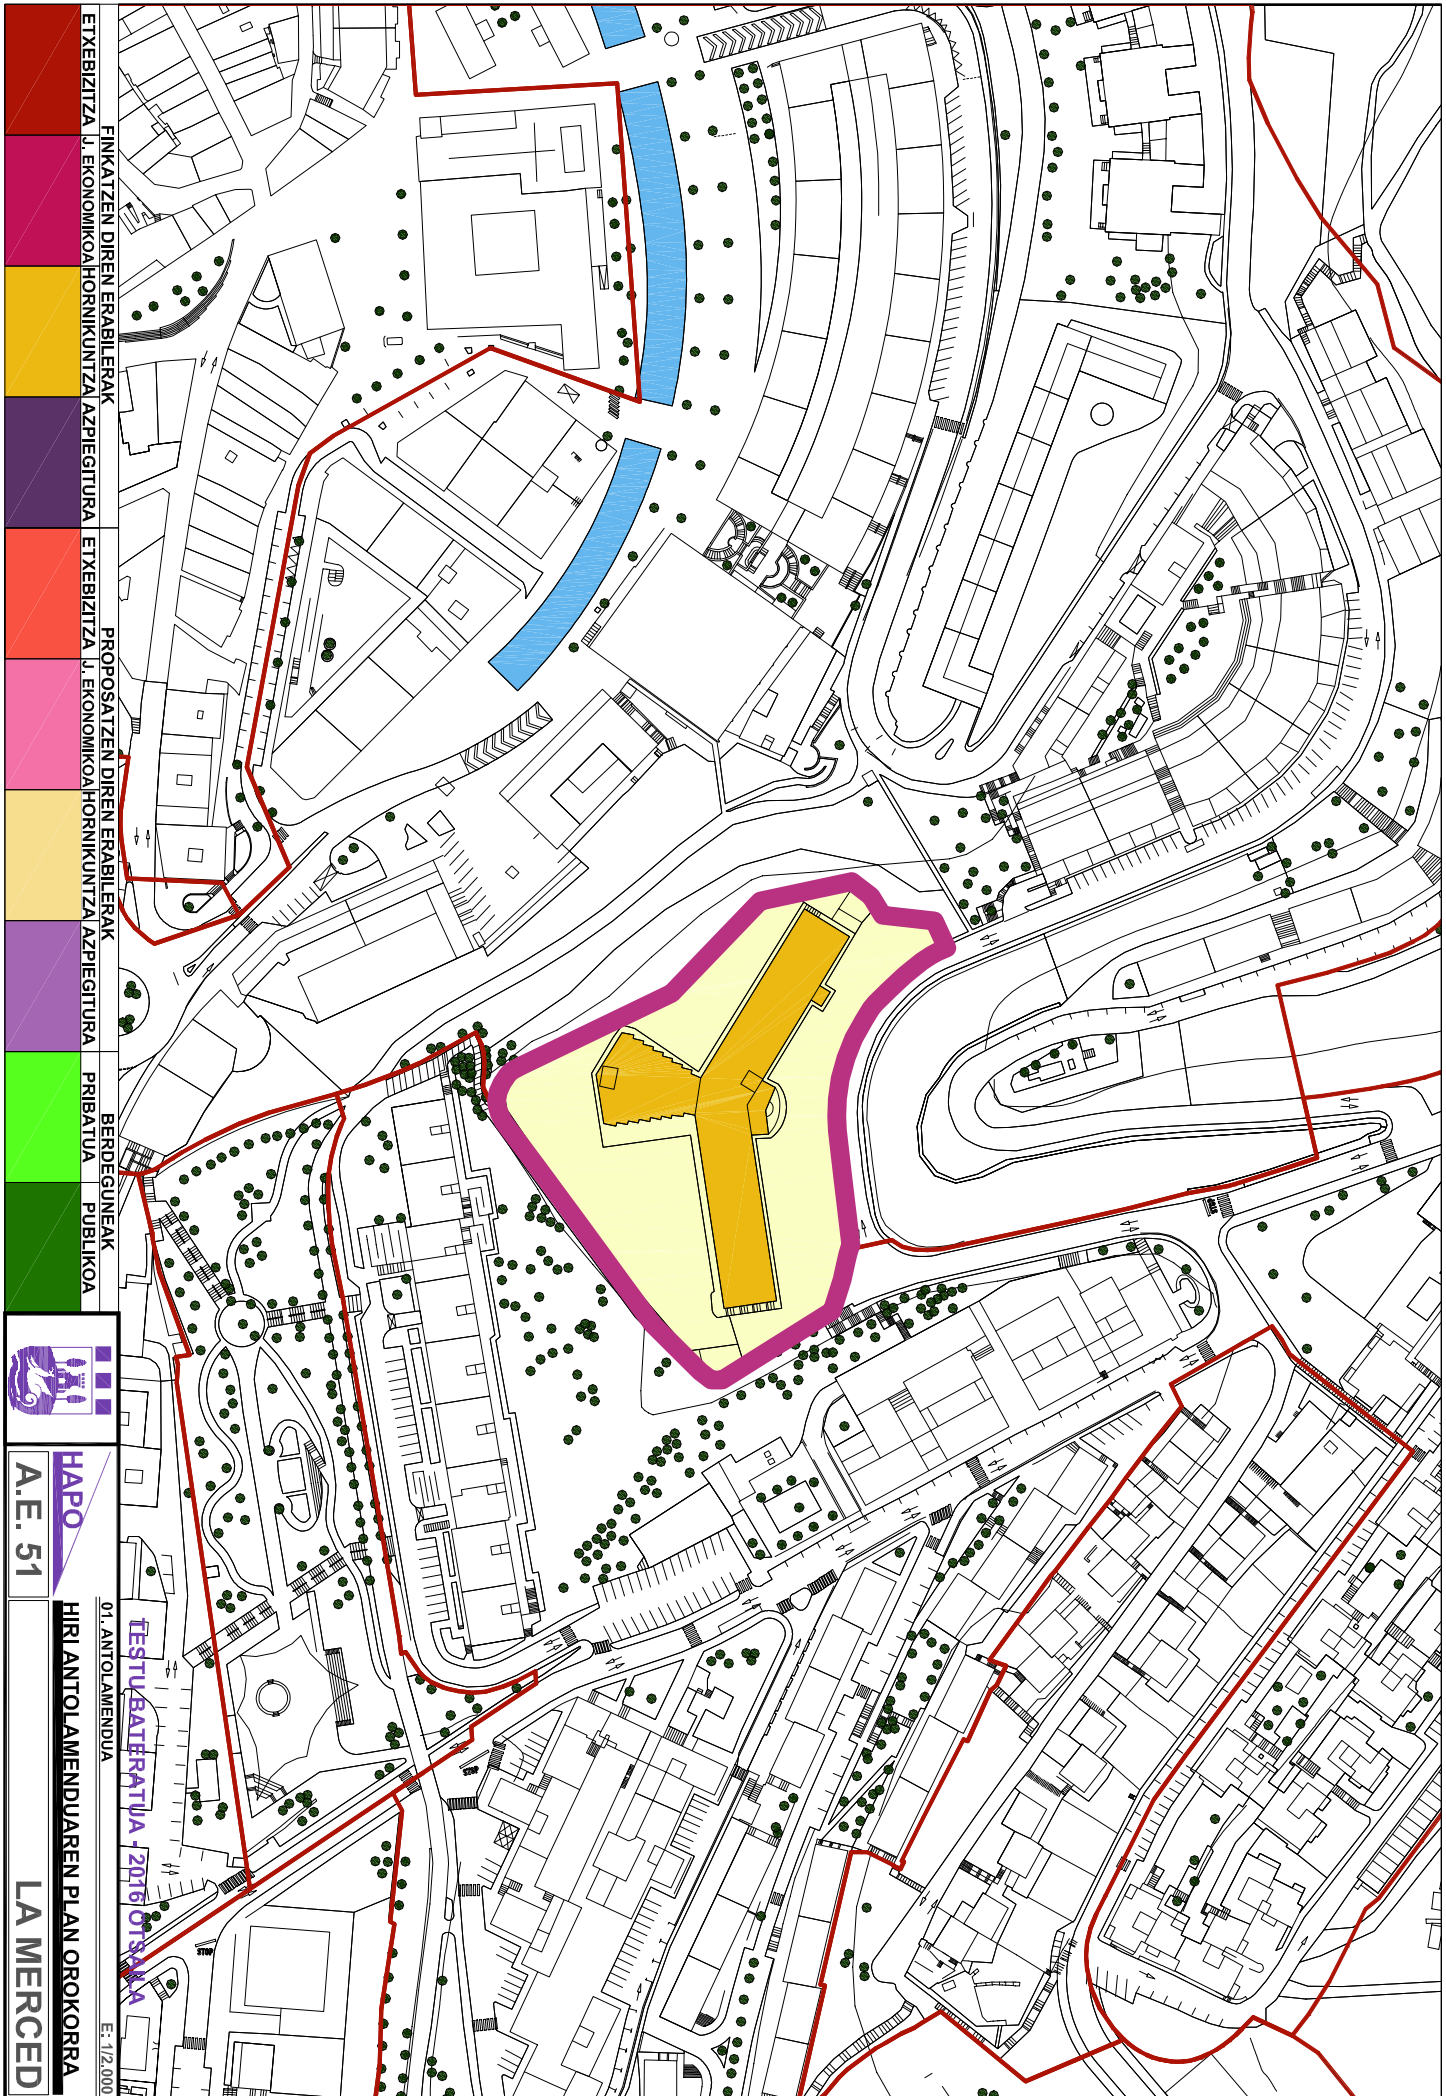 FINKATZEN DIREN ERABILERAK
ETXEBIZITZA J. EKONOMIKOA HORNIKUNTZA AZPIEGITURA
PROPOSATZEN DIREN ERABILERAK
ETXEBIZITZA J. EKONOMIKOA HORNIKUNTZA AZPIEGITURA
BERDEGUNEAK
PRIBATUA PUBLIKOA
HAPO
A.E. 51
TESTU BATERATUA - 2016 OTSAILA
01. ANTOLAMENDUA
E: 1/2.000
HIRI ANTOLAMENDUAREN PLAN OROKORRA
LA MERCED
STOP